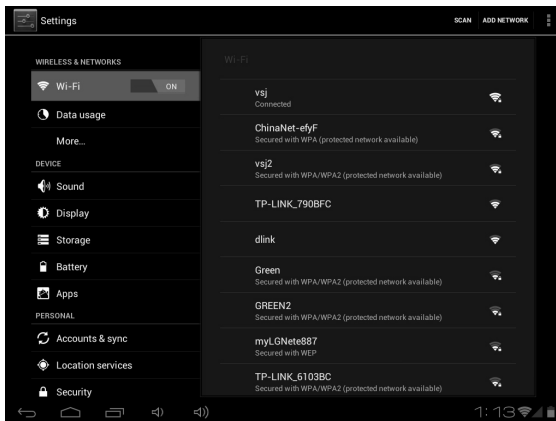 Settings
SCAN ADD NETWORK
WIRELESS & NETWORKS
Wi-Fi ON
Data usage
More...
DEVICE
Sound
Display
Storage
Battery
Apps
PERSONAL
Accounts & sync
Location services
Security
Wi-Fi
vsj
Connected
ChinaNet-efyF
Secured with WPA (protected network available)
vsj2
Secured with WPA/WPA2 (protected network available)
TP-LINK_790BFC
dlink
Green
Secured with WPA/WPA2 (protected network available)
GREEN2
Secured with WPA/WPA2 (protected network available)
myLGNete887
Secured with WEP
TP-LINK_6103BC
Secured with WPA/WPA2 (protected network available)
1:13